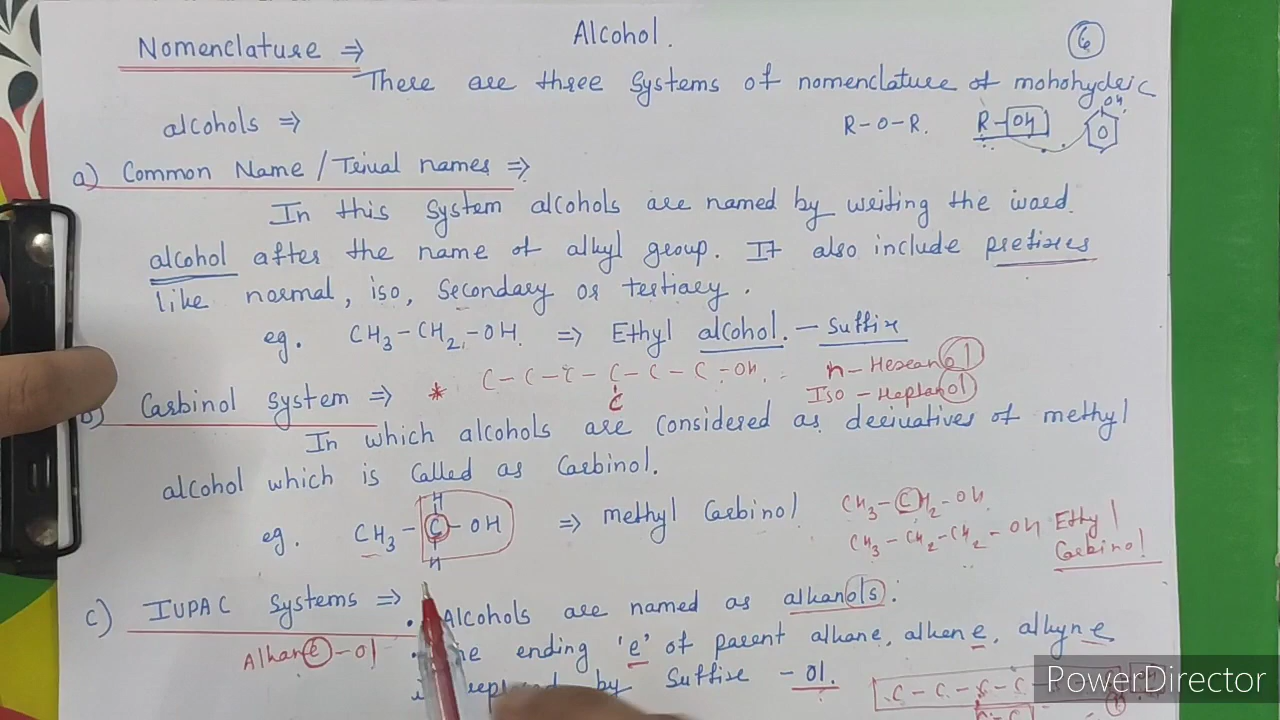 Alcohol.
6
Nomenclature ⇒
There are three Systems of nomenclature of monohydric
alcohols ⇒
R-O-R.
R-OH
OH
a) Common Name / Trivial names ⇒
In this System alcohols are named by writing the word
alcohol after the name of alkyl group. It also include prefixes
like normal, iso, Secondary or tertiary.
eg. CH3-CH2-OH ⇒ Ethyl alcohol. - Suffix
* C-C-C-C-C-C-OH
C
n-Hexanol
Iso-Heptanol
b) Carbinol System ⇒
In which alcohols are Considered as derivatives of methyl
alcohol which is Called as Carbinol.
H
eg. CH3-C-OH ⇒ methyl Carbinol
H
CH3-CH2-OH
CH3-CH2-CH2-OH Ethyl
Carbinol
c) IUPAC Systems ⇒ • Alcohols are named as alkanols.
Alkane-ol
ending 'e' of parent alkane, alkene, alkyne
by Suffix -ol.
C-C-C-C
PowerDirector